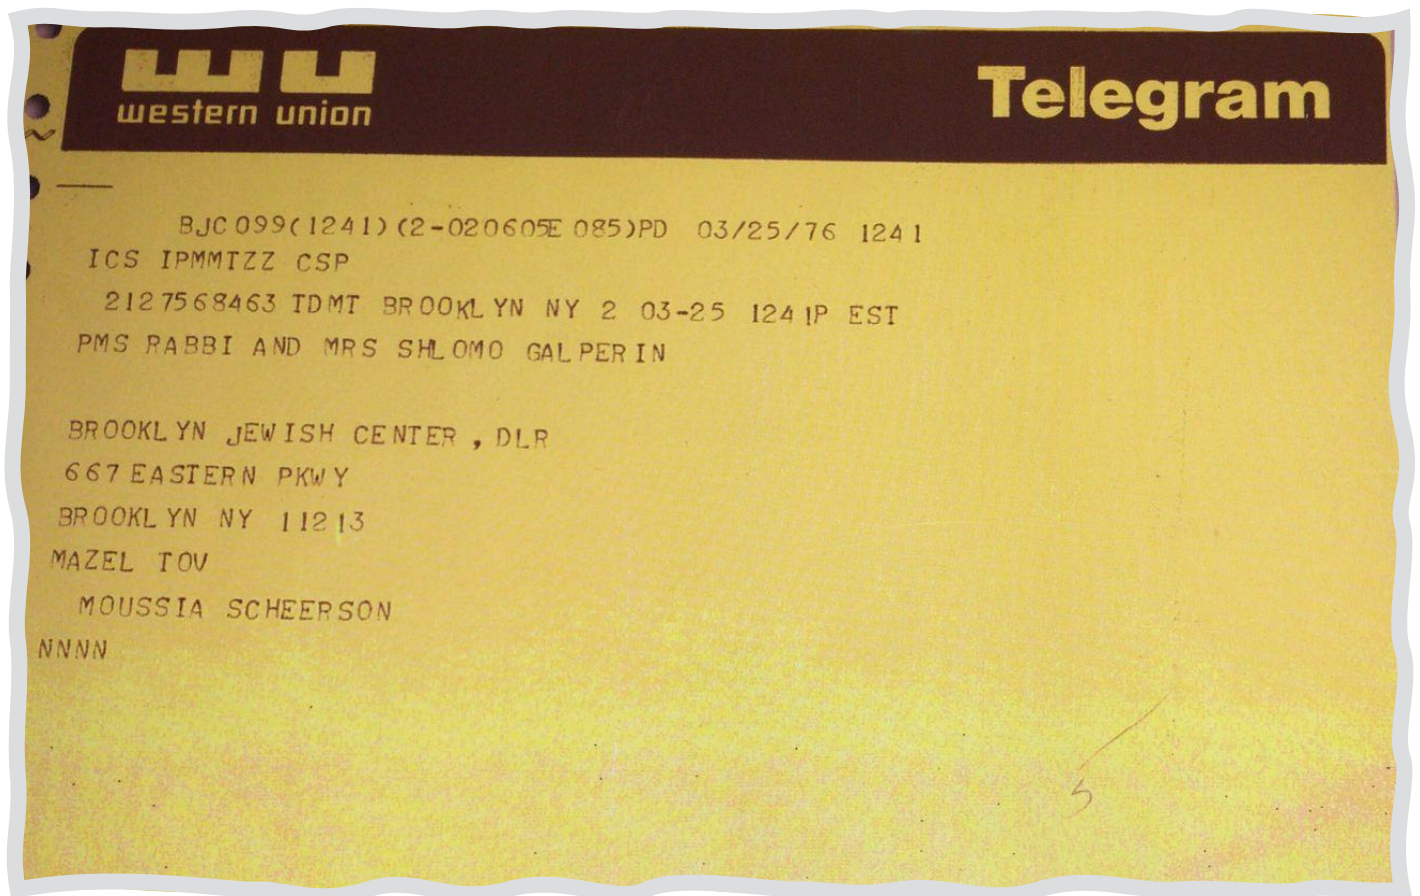 western union
Telegram
BJC099(1241)(2-020605E085)PD 03/25/76 1241
ICS IPMMTZZ CSP
2127568463 TDMT BROOKLYN NY 2 03-25 1241P EST
PMS RABBI AND MRS SHLOMO GALPERIN
BROOKLYN JEWISH CENTER , DLR
667 EASTERN PKWY
BROOKLYN NY 11213
MAZEL TOV
MOUSSIA SCHEERSON
NNNN